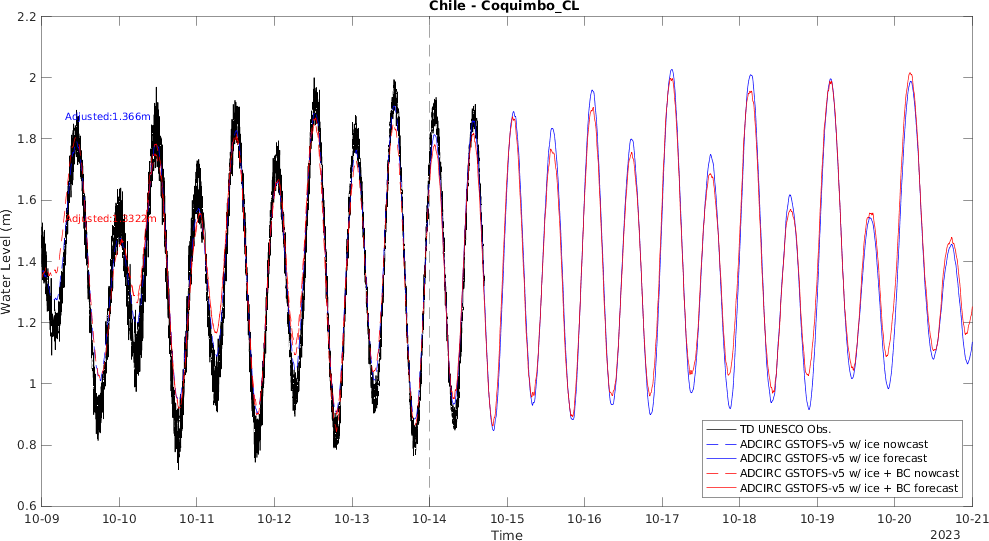 Chile - Coquimbo_CL
2.2
2
1.8
1.6
1.4
1.2
1
0.8
0.6
Water Level (m)
Adjusted:1.366m
TD UNESCO Obs.
ADCIRC GSTOFS-v5 w/ ice nowcast
ADCIRC GSTOFS-v5 w/ ice forecast
ADCIRC GSTOFS-v5 w/ ice + BC nowcast
ADCIRC GSTOFS-v5 w/ ice + BC forecast
10-09 10-10 10-11 10-12 10-13 10-14 10-15 10-16 10-17 10-18 10-19 10-20 10-21
Time
2023